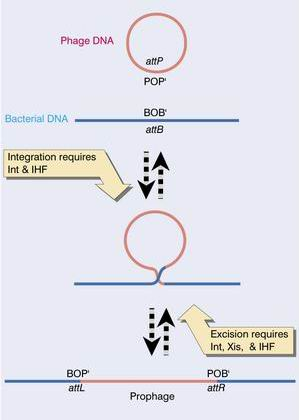 Phage DNA
attP
POP'
Bacterial DNA
BOB'
attB
Integration requires
Int & IHF
Excision requires
Int, Xis, & IHF
BOP'
POB'
attL
attR
Prophage